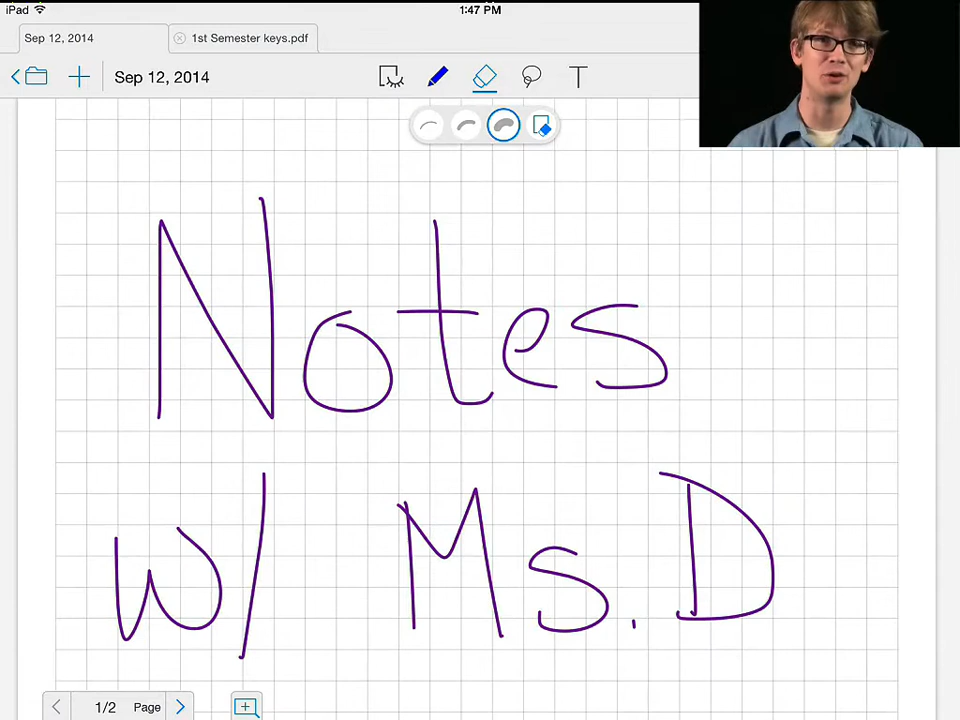 iPad 1:47 PM
Sep 12, 2014 1st Semester keys.pdf
Sep 12, 2014 T
Notes
w/ Ms. D
1/2 Page